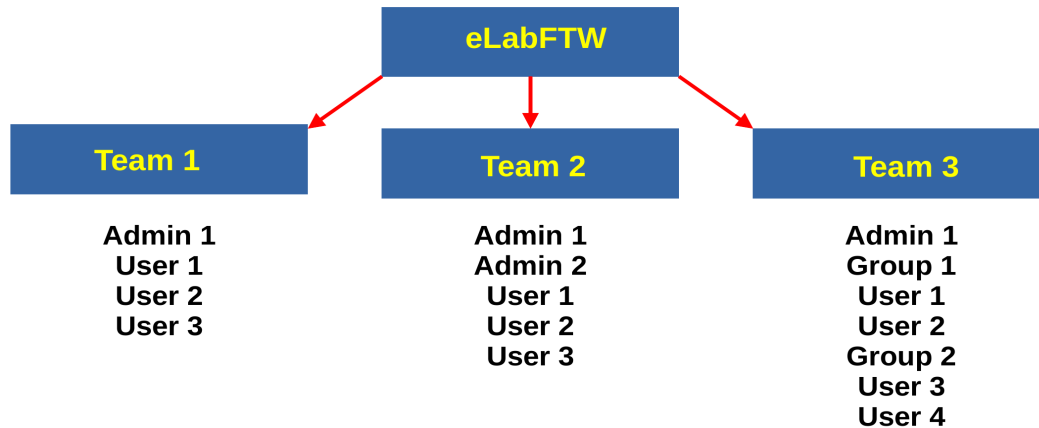 eLabFTW
Team 1
Admin 1
User 1
User 2
User 3
Team 2
Admin 1
Admin 2
User 1
User 2
User 3
Team 3
Admin 1
Group 1
User 1
User 2
Group 2
User 3
User 4